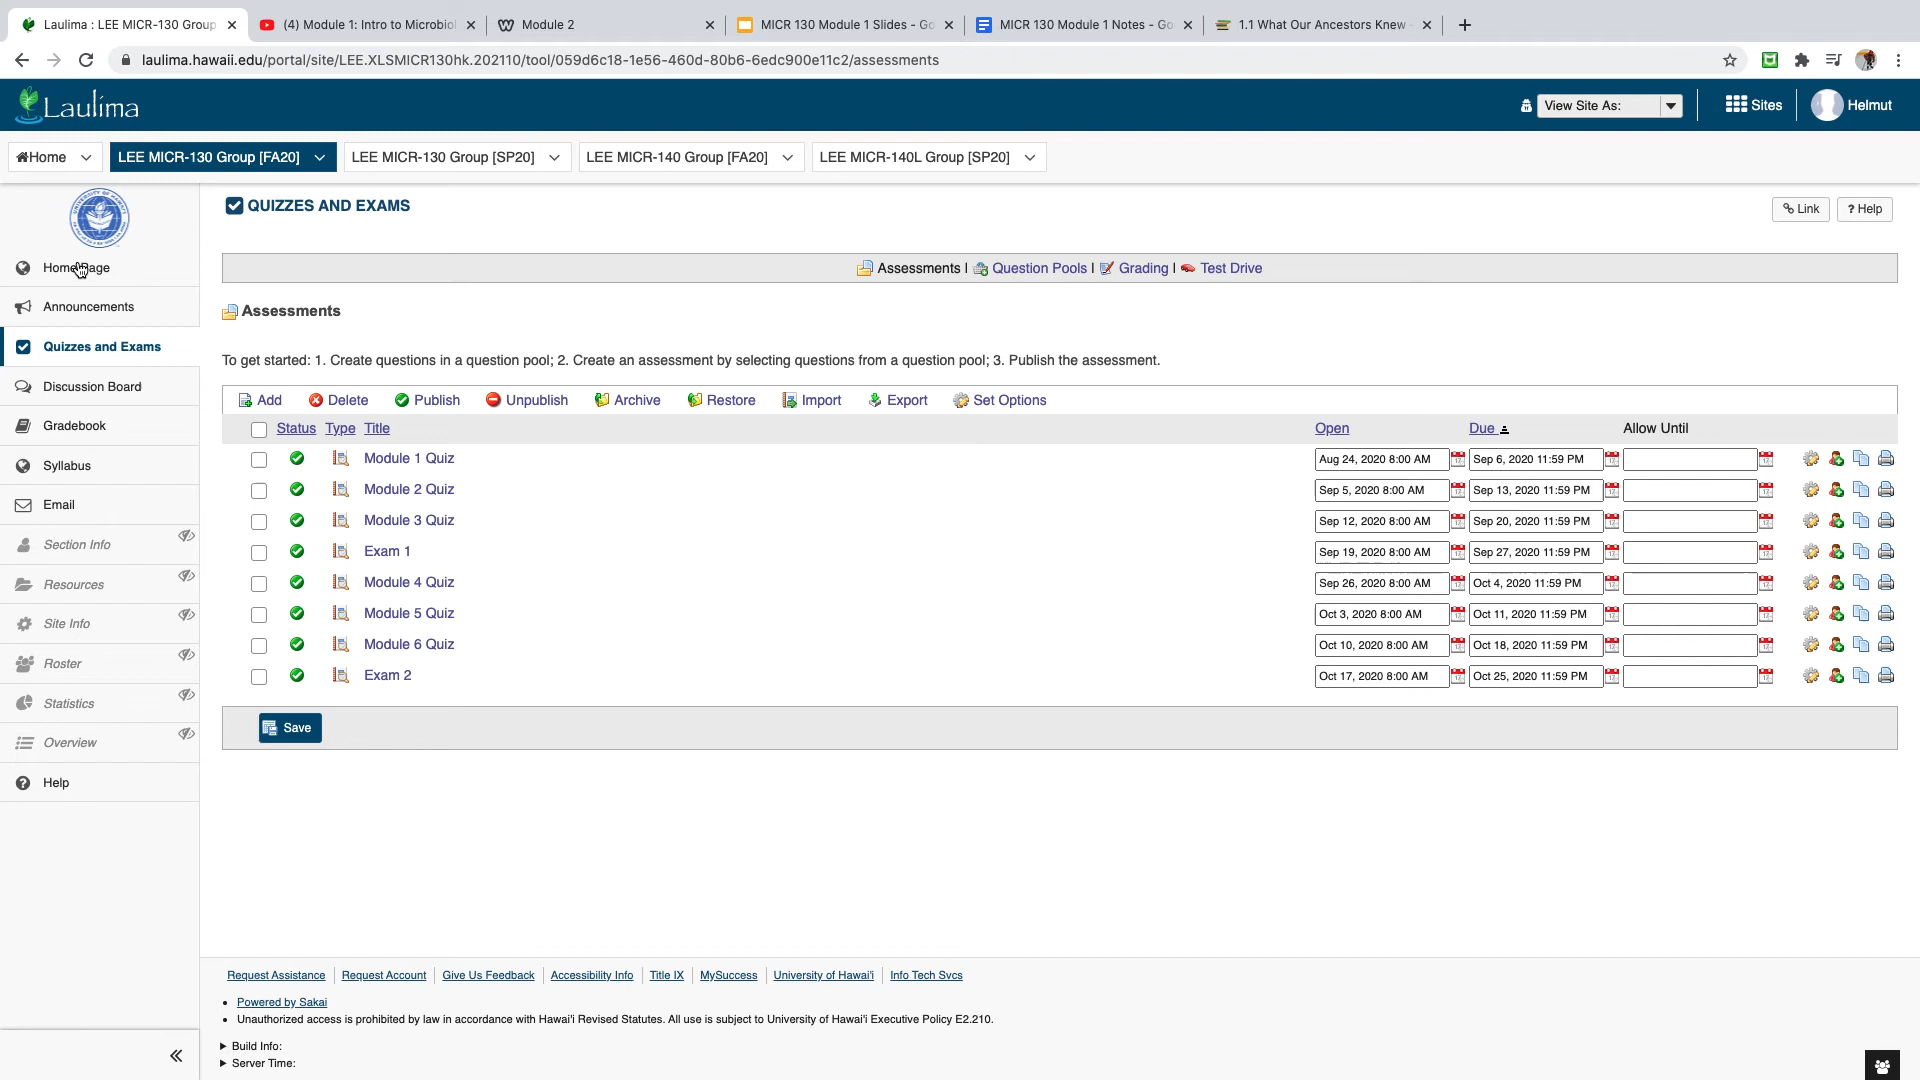 Laulima : LEE MICR-130 Group
(4) Module 1: Intro to Microbiol
Module 2
MICR 130 Module 1 Slides - Go
MICR 130 Module 1 Notes - Go
1.1 What Our Ancestors Knew -
laulima.hawaii.edu/portal/site/LEE.XLSMICR130hk.202110/tool/059d6c18-1e56-460d-80b6-6edc900e11c2/assessments
Laulima
View Site As:
Sites
Helmut
Home
LEE MICR-130 Group [FA20]
LEE MICR-130 Group [SP20]
LEE MICR-140 Group [FA20]
LEE MICR-140L Group [SP20]
Home Page
Announcements
Quizzes and Exams
Discussion Board
Gradebook
Syllabus
Email
Section Info
Resources
Site Info
Roster
Statistics
Overview
Help
QUIZZES AND EXAMS
Link
? Help
Assessments | Question Pools | Grading | Test Drive
Assessments
To get started: 1. Create questions in a question pool; 2. Create an assessment by selecting questions from a question pool; 3. Publish the assessment.
Add Delete Publish Unpublish Archive Restore Import Export Set Options
Status Type Title Open Due Allow Until
Module 1 Quiz Aug 24, 2020 8:00 AM Sep 6, 2020 11:59 PM
Module 2 Quiz Sep 5, 2020 8:00 AM Sep 13, 2020 11:59 PM
Module 3 Quiz Sep 12, 2020 8:00 AM Sep 20, 2020 11:59 PM
Exam 1 Sep 19, 2020 8:00 AM Sep 27, 2020 11:59 PM
Module 4 Quiz Sep 26, 2020 8:00 AM Oct 4, 2020 11:59 PM
Module 5 Quiz Oct 3, 2020 8:00 AM Oct 11, 2020 11:59 PM
Module 6 Quiz Oct 10, 2020 8:00 AM Oct 18, 2020 11:59 PM
Exam 2 Oct 17, 2020 8:00 AM Oct 25, 2020 11:59 PM
Save
Request Assistance Request Account Give Us Feedback Accessibility Info Title IX MySuccess University of Hawai'i Info Tech Svcs
Powered by Sakai
Unauthorized access is prohibited by law in accordance with Hawai'i Revised Statutes. All use is subject to University of Hawai'i Executive Policy E2.210.
Build Info:
Server Time: